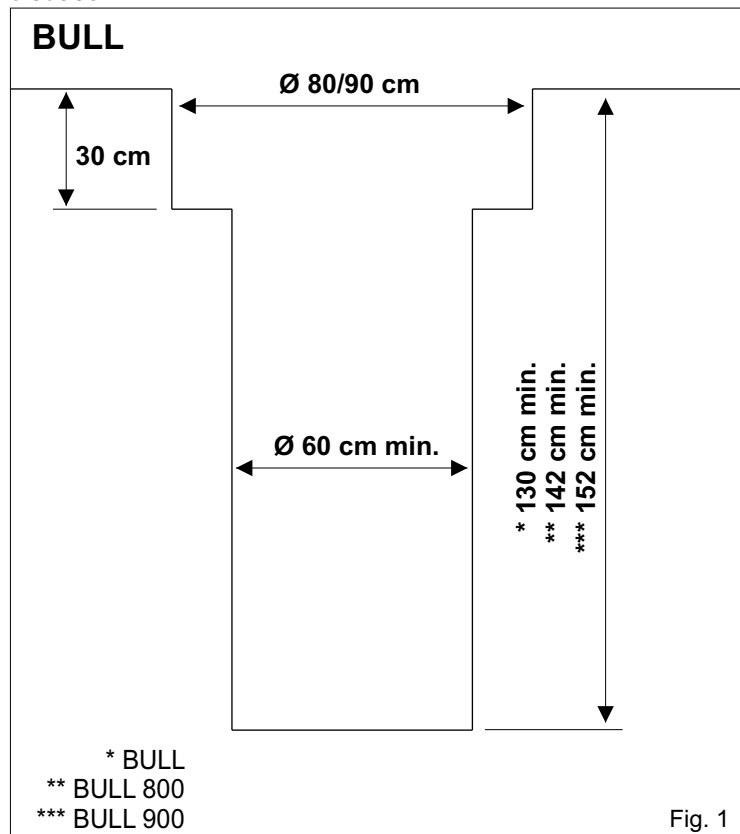 BULL
Ø 80/90 cm
30 cm
Ø 60 cm min.
* 130 cm min.
** 142 cm min.
*** 152 cm min.
* BULL
** BULL 800
*** BULL 900
Fig. 1